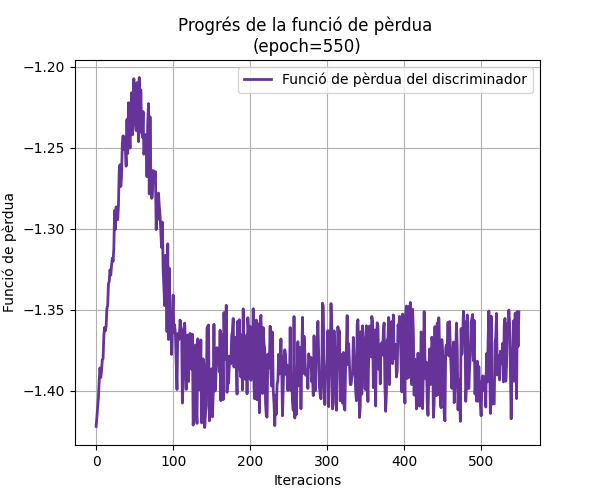 Progrés de la funció de pèrdua
(epoch=550)
Funció de pèrdua del discriminador
Funció de pèrdua
−1.20
−1.25
−1.30
−1.35
−1.40
0 100 200 300 400 500
Iteracions